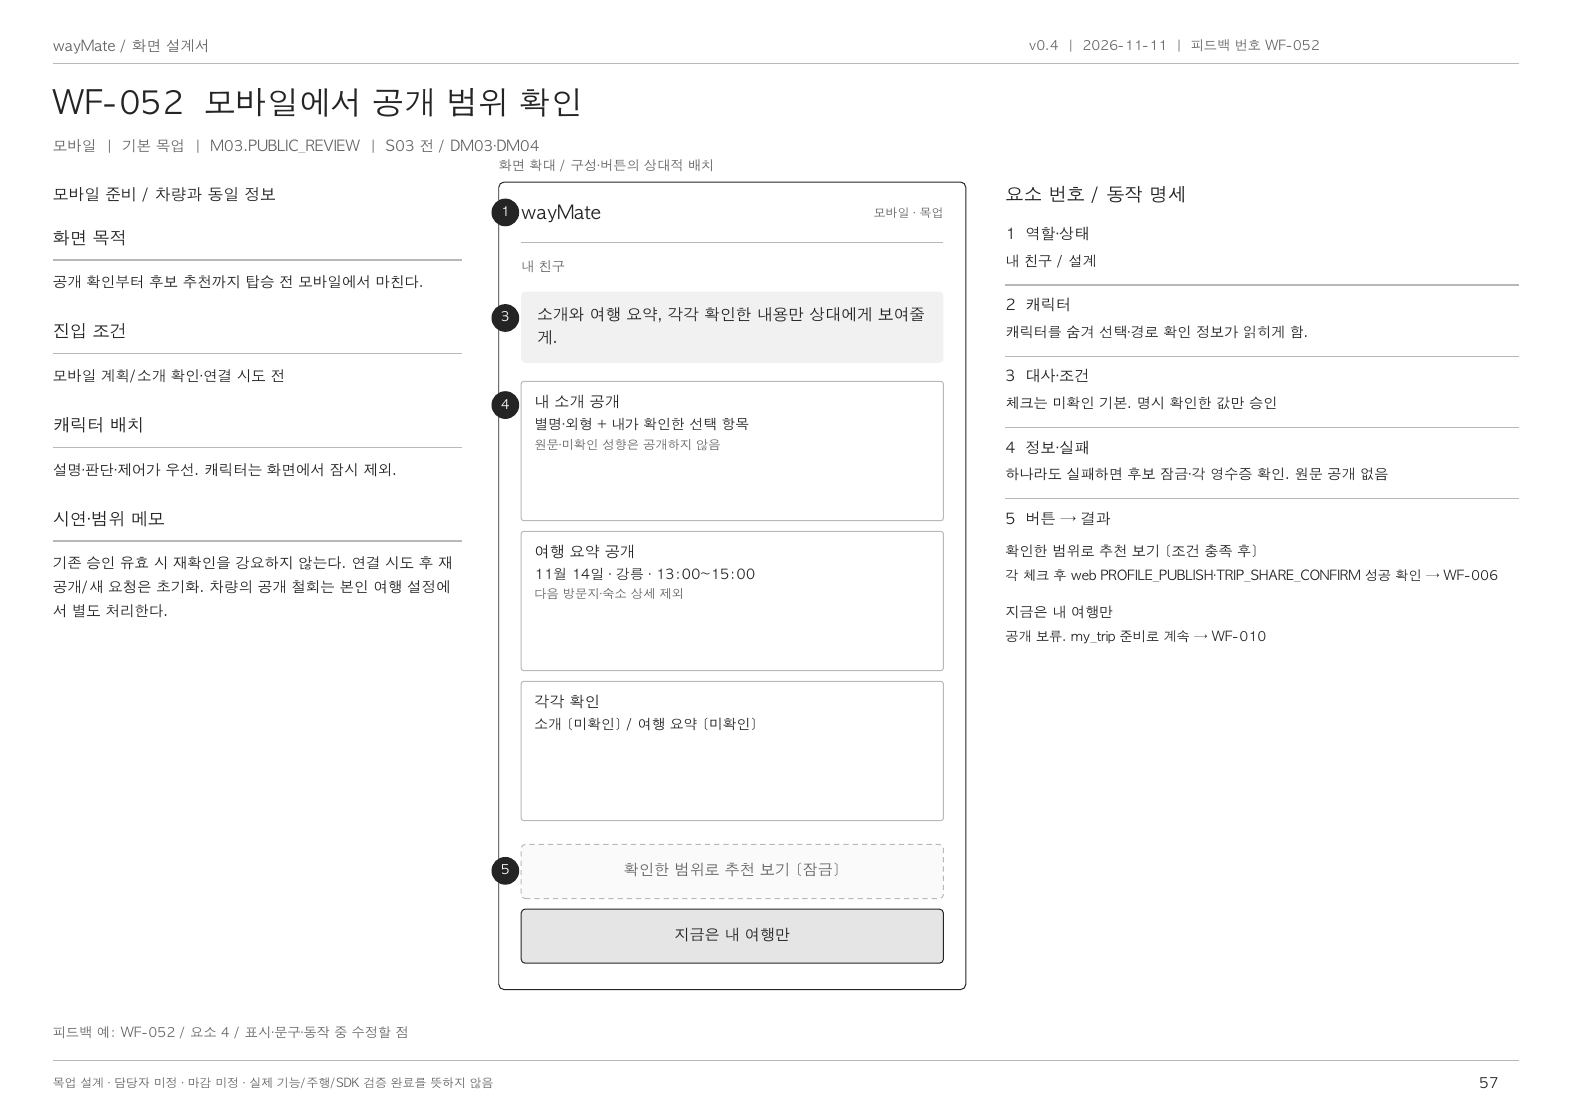 wayMate / 화면 설계서
v0.4 | 2026-11-11 | 피드백 번호 WF-052
WF-052 모바일에서 공개 범위 확인
모바일 | 기본 목업 | M03.PUBLIC_REVIEW | S03 전 / DM03·DM04
모바일 준비 / 차량과 동일 정보
화면 목적
공개 확인부터 후보 추천까지 탑승 전 모바일에서 마친다.
진입 조건
모바일 계획/소개 확인·연결 시도 전
캐릭터 배치
설명·판단·제어가 우선. 캐릭터는 화면에서 잠시 제외.
시연·범위 메모
기존 승인 유효 시 재확인을 강요하지 않는다. 연결 시도 후 재
공개/새 요청은 초기화. 차량의 공개 철회는 본인 여행 설정에
서 별도 처리한다.
화면 확대 / 구성·버튼의 상대적 배치
1 wayMate
모바일 · 목업
내 친구
3 소개와 여행 요약, 각각 확인한 내용만 상대에게 보여줄
게.
4 내 소개 공개
별명·외형 + 내가 확인한 선택 항목
원문·미확인 성향은 공개하지 않음
여행 요약 공개
11월 14일 · 강릉 · 13:00~15:00
다음 방문지·숙소 상세 제외
각각 확인
소개 [미확인] / 여행 요약 [미확인]
5 확인한 범위로 추천 보기 [잠금]
지금은 내 여행만
요소 번호 / 동작 명세
1 역할·상태
내 친구 / 설계
2 캐릭터
캐릭터를 숨겨 선택·경로 확인 정보가 읽히게 함.
3 대사·조건
체크는 미확인 기본. 명시 확인한 값만 승인
4 정보·실패
하나라도 실패하면 후보 잠금·각 영수증 확인. 원문 공개 없음
5 버튼 → 결과
확인한 범위로 추천 보기 [조건 충족 후]
각 체크 후 web PROFILE_PUBLISH·TRIP_SHARE_CONFIRM 성공 확인 → WF-006
지금은 내 여행만
공개 보류. my_trip 준비로 계속 → WF-010
피드백 예: WF-052 / 요소 4 / 표시·문구·동작 중 수정할 점
목업 설계 · 담당자 미정 · 마감 미정 · 실제 기능/주행/SDK 검증 완료를 뜻하지 않음
57